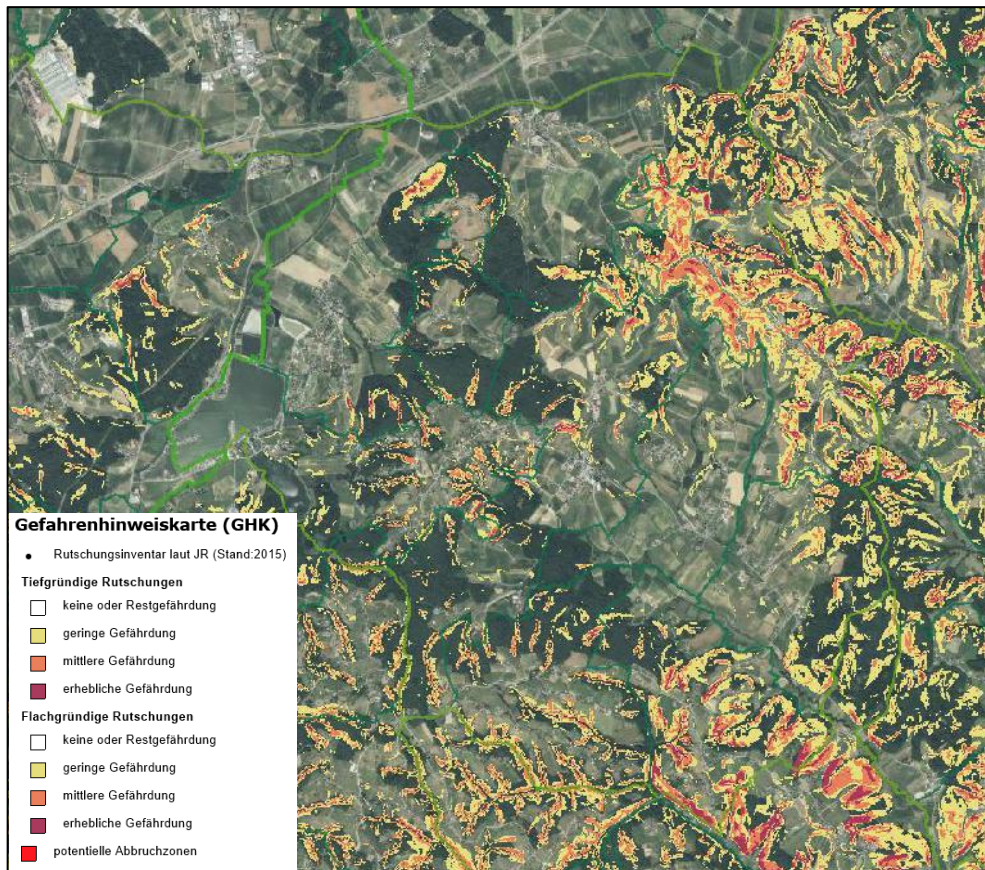 Gefahrenhinweiskarte (GHK)
Rutschungsinventar laut JR (Stand:2015)
Tiefgründige Rutschungen
keine oder Restgefährdung
geringe Gefährdung
mittlere Gefährdung
erhebliche Gefährdung
Flachgründige Rutschungen
keine oder Restgefährdung
geringe Gefährdung
mittlere Gefährdung
erhebliche Gefährdung
potentielle Abbruchzonen